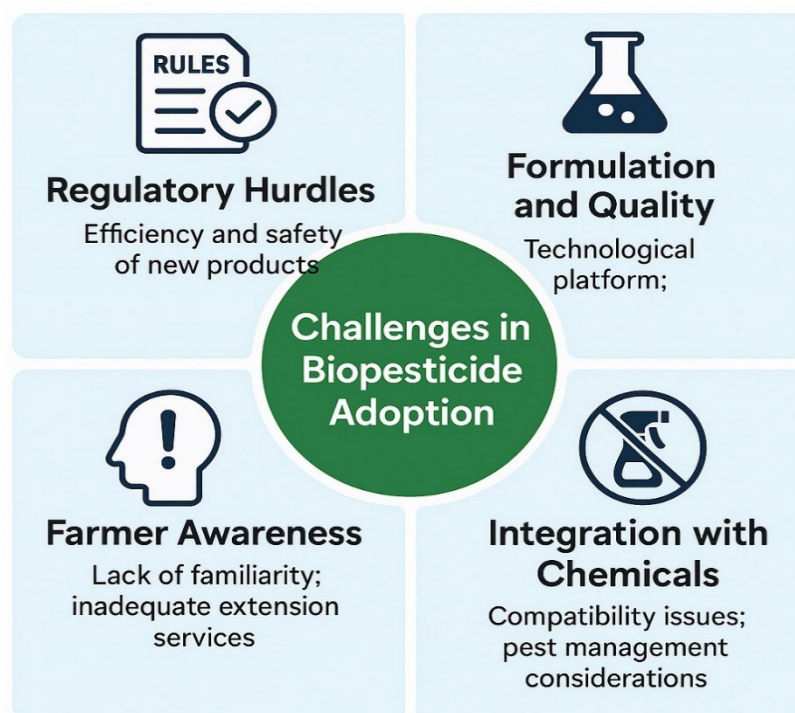 RULES
Regulatory Hurdles
Efficiency and safety
of new products
Formulation
and Quality
Technological
platform;
Challenges in
Biopesticide
Adoption
Farmer Awareness
Lack of familiarity;
inadequate extension
services
Integration with
Chemicals
Compatibility issues;
pest management
considerations